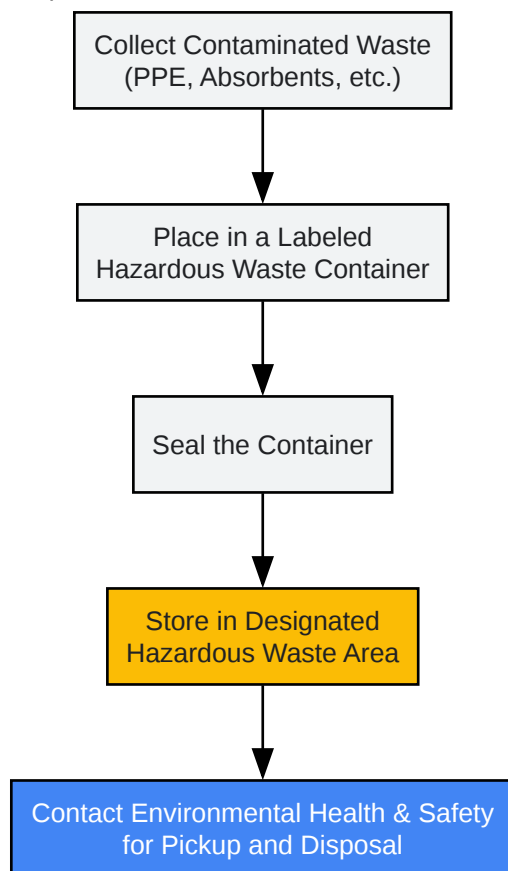 Collect Contaminated Waste
(PPE, Absorbents, etc.)
Place in a Labeled
Hazardous Waste Container
Seal the Container
Store in Designated
Hazardous Waste Area
Contact Environmental Health & Safety
for Pickup and Disposal